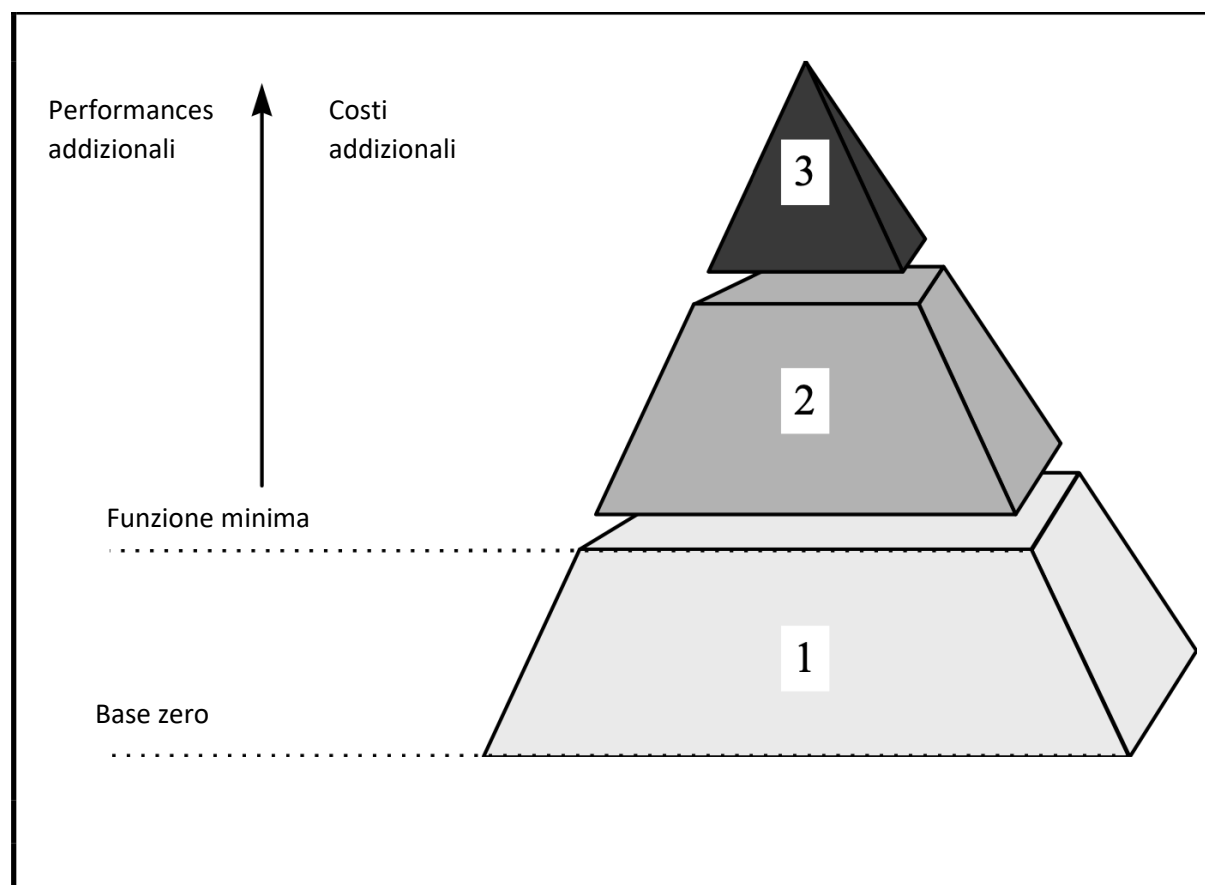 Performances
addizionali
Costi
addizionali
3
2
Funzione minima
1
Base zero